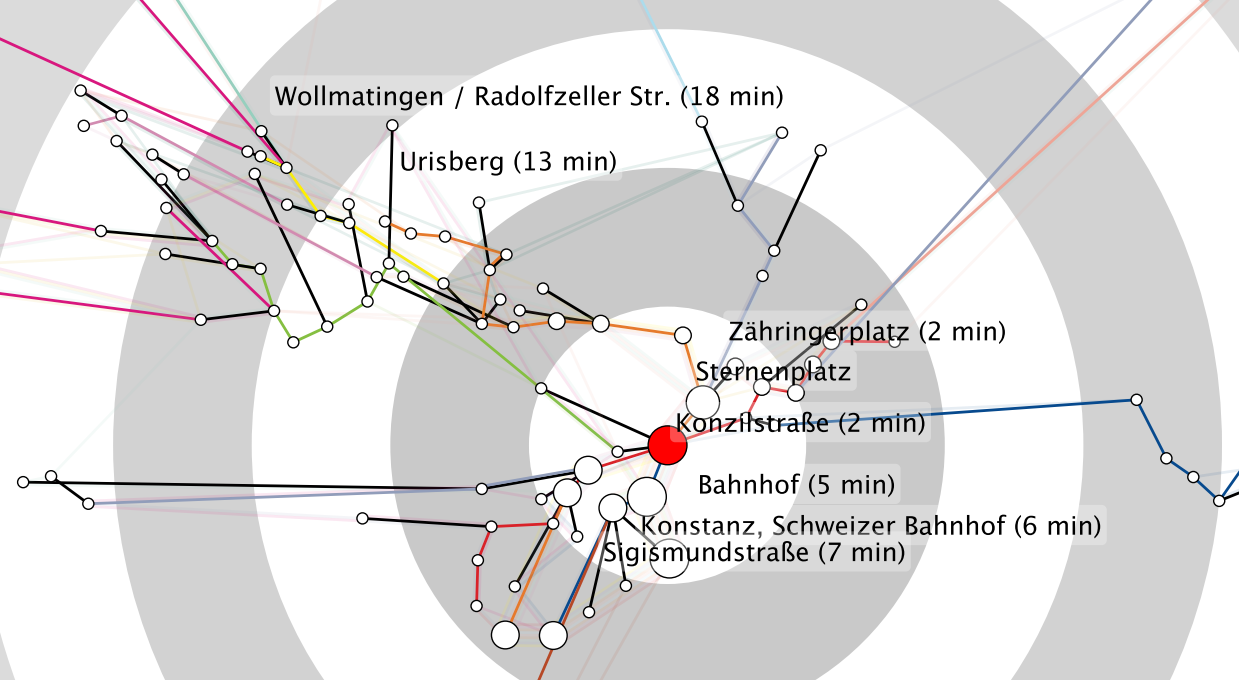 Wollmatingen / Radolfzeller Str. (18 min)
Urisberg (13 min)
Zähringerplatz (2 min)
Sternenplatz
Konzilstraße (2 min)
Bahnhof (5 min)
Konstanz, Schweizer Bahnhof (6 min)
Sigismundstraße (7 min)